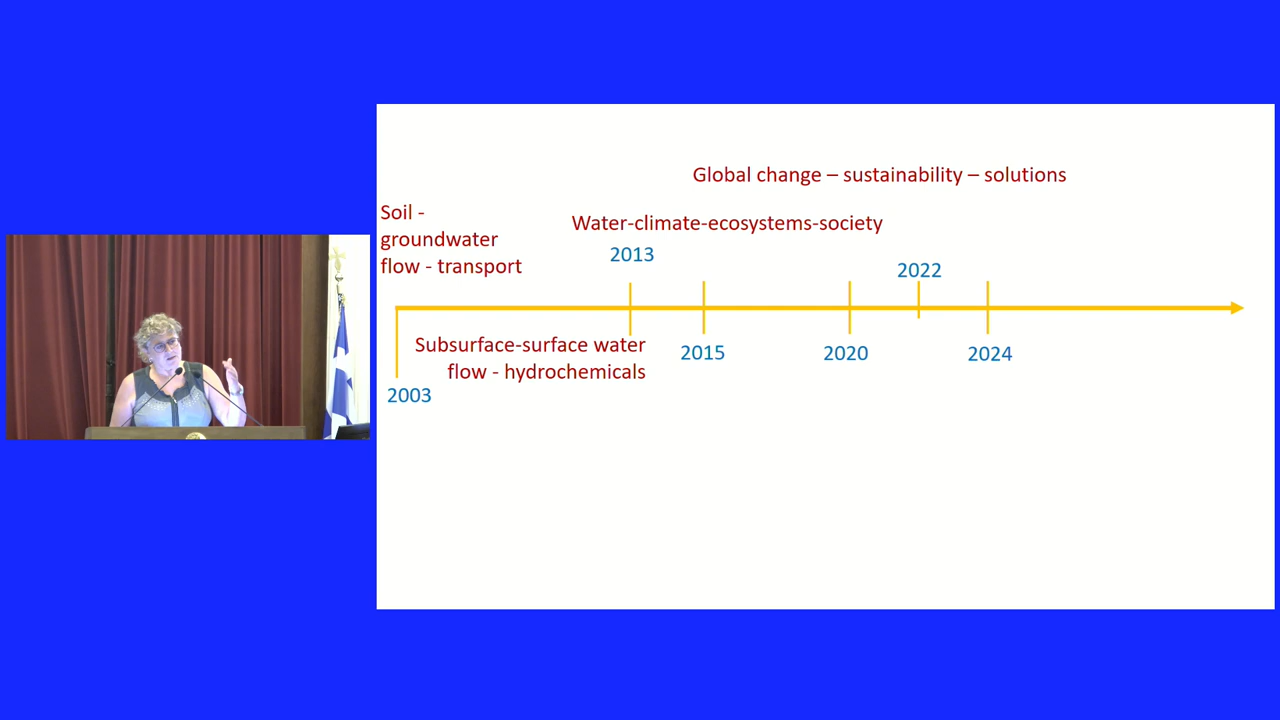 Global change – sustainability – solutions
Soil -
groundwater
flow - transport
Water-climate-ecosystems-society
2013
2022
Subsurface-surface water
flow - hydrochemicals
2015
2020
2024
2003